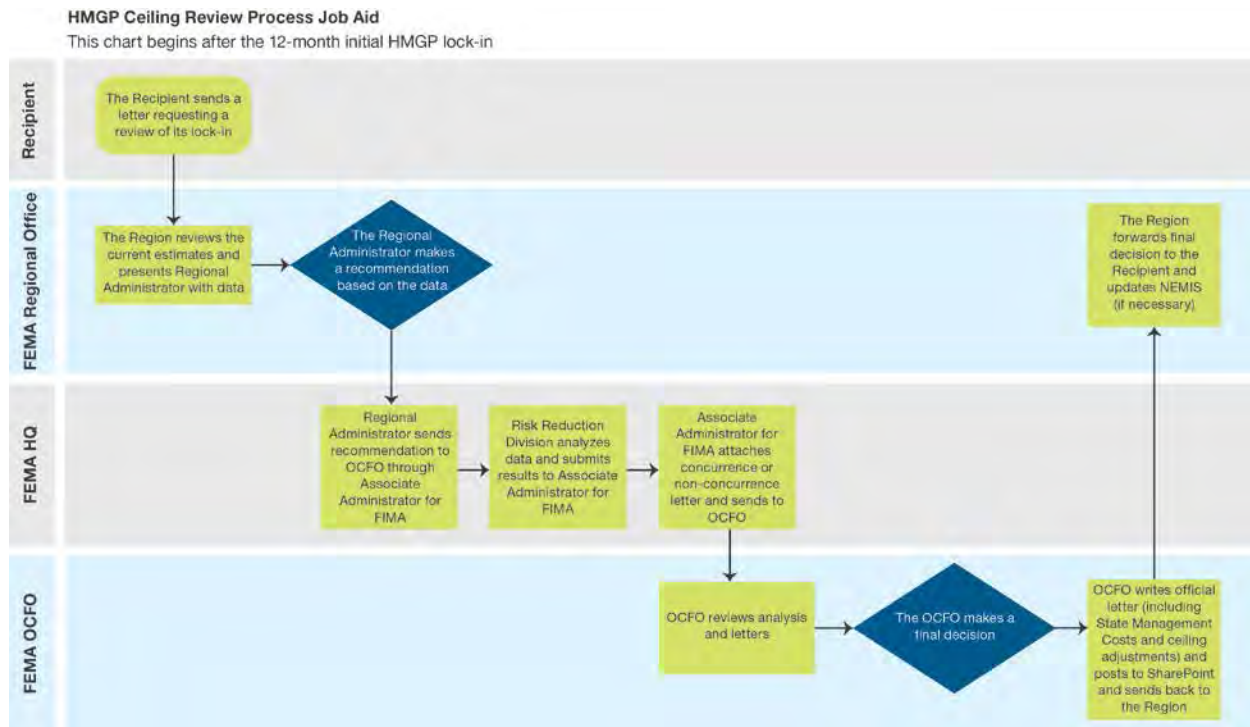 HMGP Ceiling Review Process Job Aid
This chart begins after the 12-month initial HMGP lock-in
Recipient
The Recipient sends a
letter requesting a
review of its lock-in
FEMA Regional Office
The Region reviews the
current estimates and
presents Regional
Administrator with data
The Regional
Administrator makes
a recommendation
based on the data
The Region
forwards final
decision to the
Recipient and
updates NEMIS
(if necessary)
FEMA HQ
Regional
Administrator sends
recommendation to
OCFO through
Associate
Administrator for
FIMA
Risk Reduction
Division analyzes
data and submits
results to Associate
Administrator for
FIMA
Associate
Administrator for
FIMA attaches
concurrence or
non-concurrence
letter and sends to
OCFO
FEMA OCFO
OCFO reviews analysis
and letters
The OCFO makes a
final decision
OCFO writes official
letter (including
State Management
Costs and ceiling
adjustments) and
posts to SharePoint
and sends back to
the Region